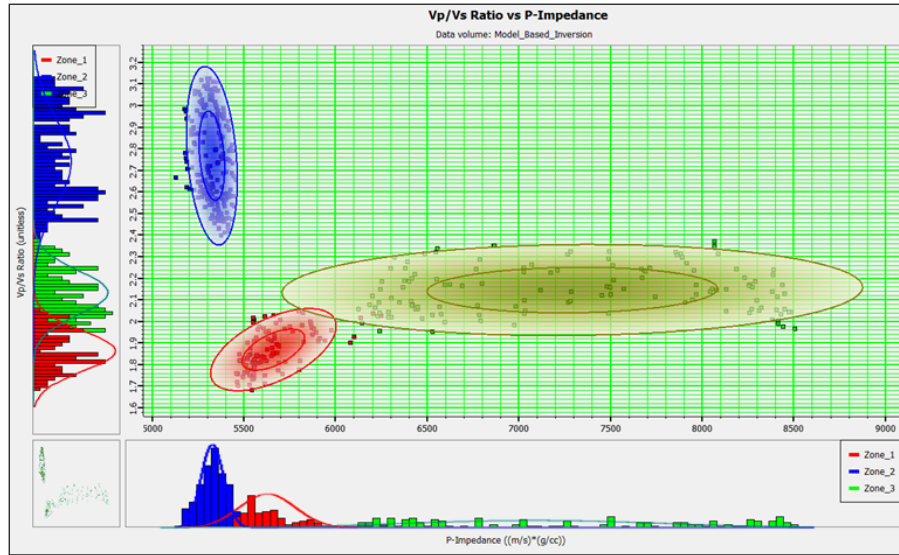 Vp/Vs Ratio vs P-Impedance
Data volume: Model_Based_Inversion
Zone_1
Zone_2
Zone_3
Vp/Vs Ratio (unitless)
3.2
3.1
3
2.9
2.8
2.7
2.6
2.5
2.4
2.3
2.2
2.1
2
1.9
1.8
1.7
1.6
5000 5500 6000 6500 7000 7500 8000 8500 9000
Zone_1
Zone_2
Zone_3
P-Impedance ((m/s)*(g/cc))